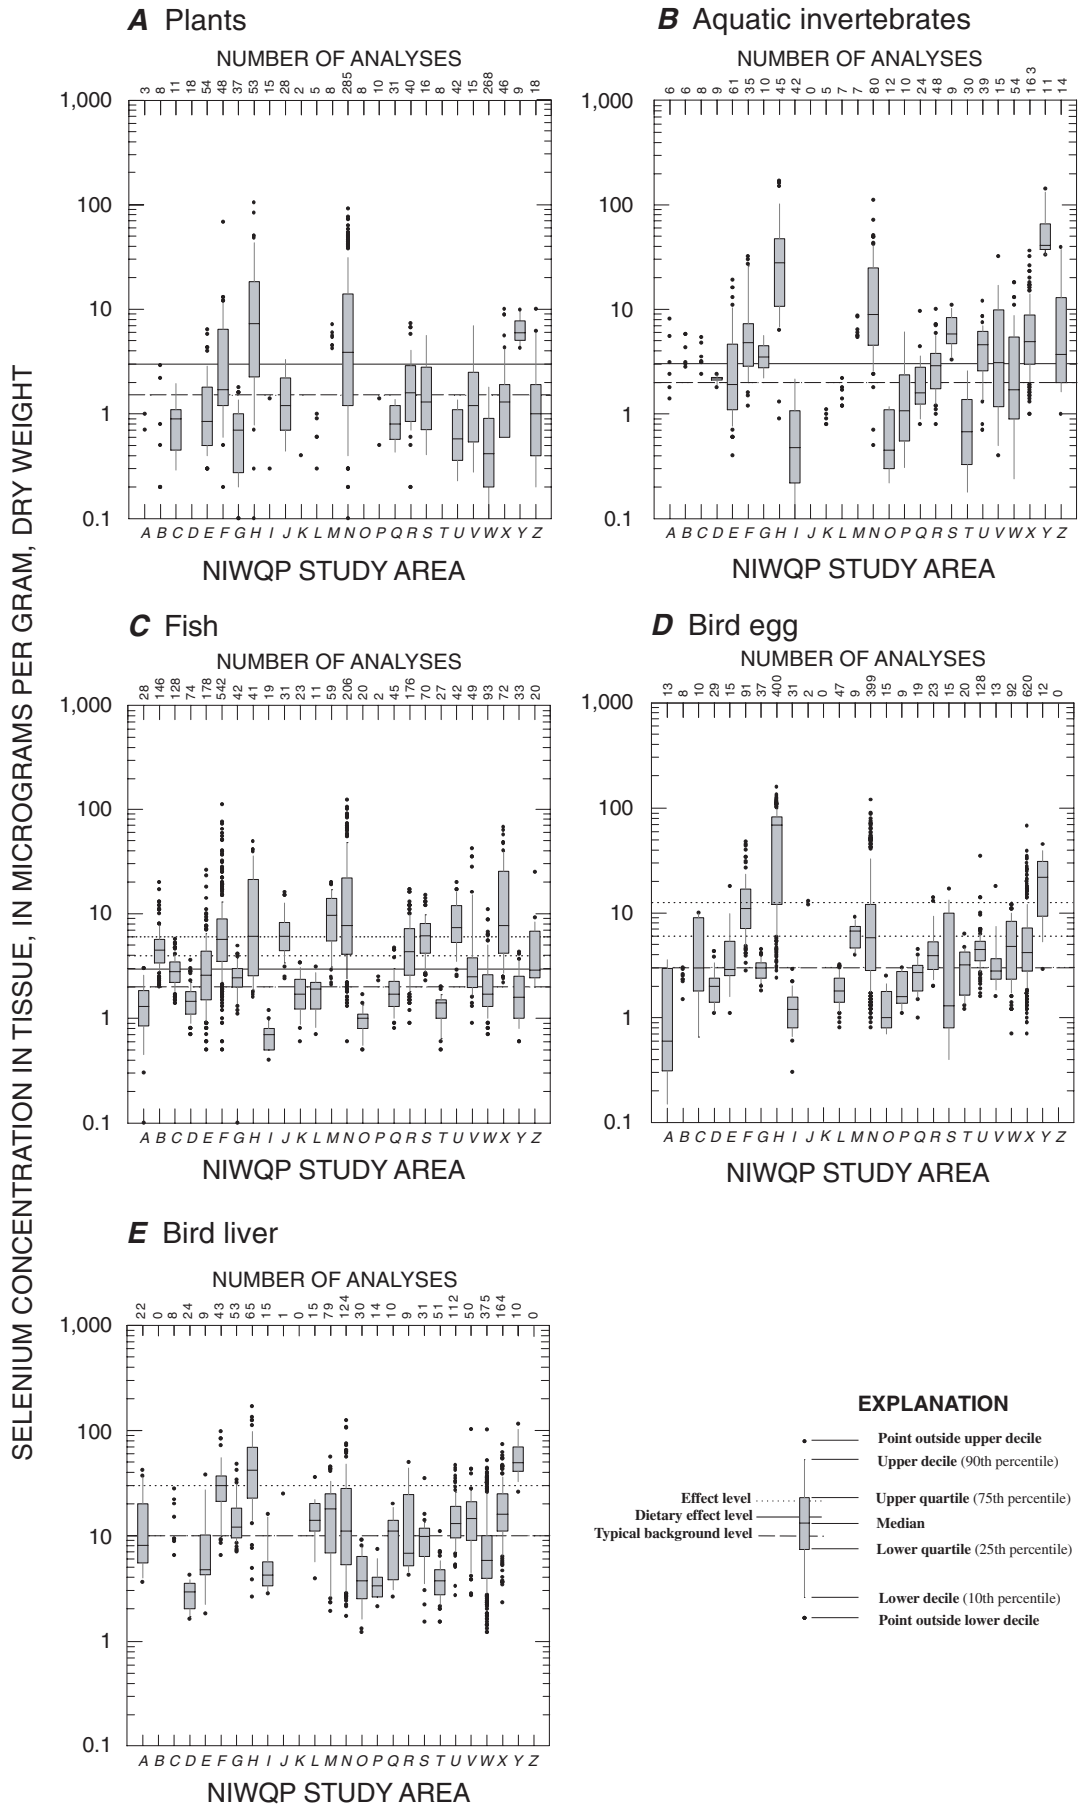 SELENIUM CONCENTRATION IN TISSUE, IN MICROGRAMS PER GRAM, DRY WEIGHT
A Plants
NUMBER OF ANALYSES
3 8 11 18 54 48 37 53 15 28 2 5 8 285 8 10 31 40 16 8 42 15 268 46 9 18
1,000
100
10
1
0.1
A B C D E F G H I J K L M N O P Q R S T U V W X Y Z
NIWQP STUDY AREA
B Aquatic invertebrates
NUMBER OF ANALYSES
6 6 8 9 61 35 10 45 42 0 5 7 7 80 12 10 24 48 9 30 39 15 54 163 11 14
1,000
100
10
1
0.1
A B C D E F G H I J K L M N O P Q R S T U V W X Y Z
NIWQP STUDY AREA
C Fish
NUMBER OF ANALYSES
28 146 128 74 178 542 42 41 19 31 23 11 59 206 20 2 45 176 70 27 42 49 93 72 33 20
1,000
100
10
1
0.1
A B C D E F G H I J K L M N O P Q R S T U V W X Y Z
NIWQP STUDY AREA
D Bird egg
NUMBER OF ANALYSES
13 8 10 29 15 91 37 400 31 2 0 47 9 399 15 9 19 23 15 20 128 13 92 620 12 0
1,000
100
10
1
0.1
A B C D E F G H I J K L M N O P Q R S T U V W X Y Z
NIWQP STUDY AREA
E Bird liver
NUMBER OF ANALYSES
22 0 8 24 9 43 53 65 15 1 0 15 79 124 30 14 10 9 31 51 112 50 375 164 10 0
1,000
100
10
1
0.1
A B C D E F G H I J K L M N O P Q R S T U V W X Y Z
NIWQP STUDY AREA
EXPLANATION
Point outside upper decile
Upper decile (90th percentile)
Effect level
Upper quartile (75th percentile)
Dietary effect level
Median
Typical background level
Lower quartile (25th percentile)
Lower decile (10th percentile)
Point outside lower decile